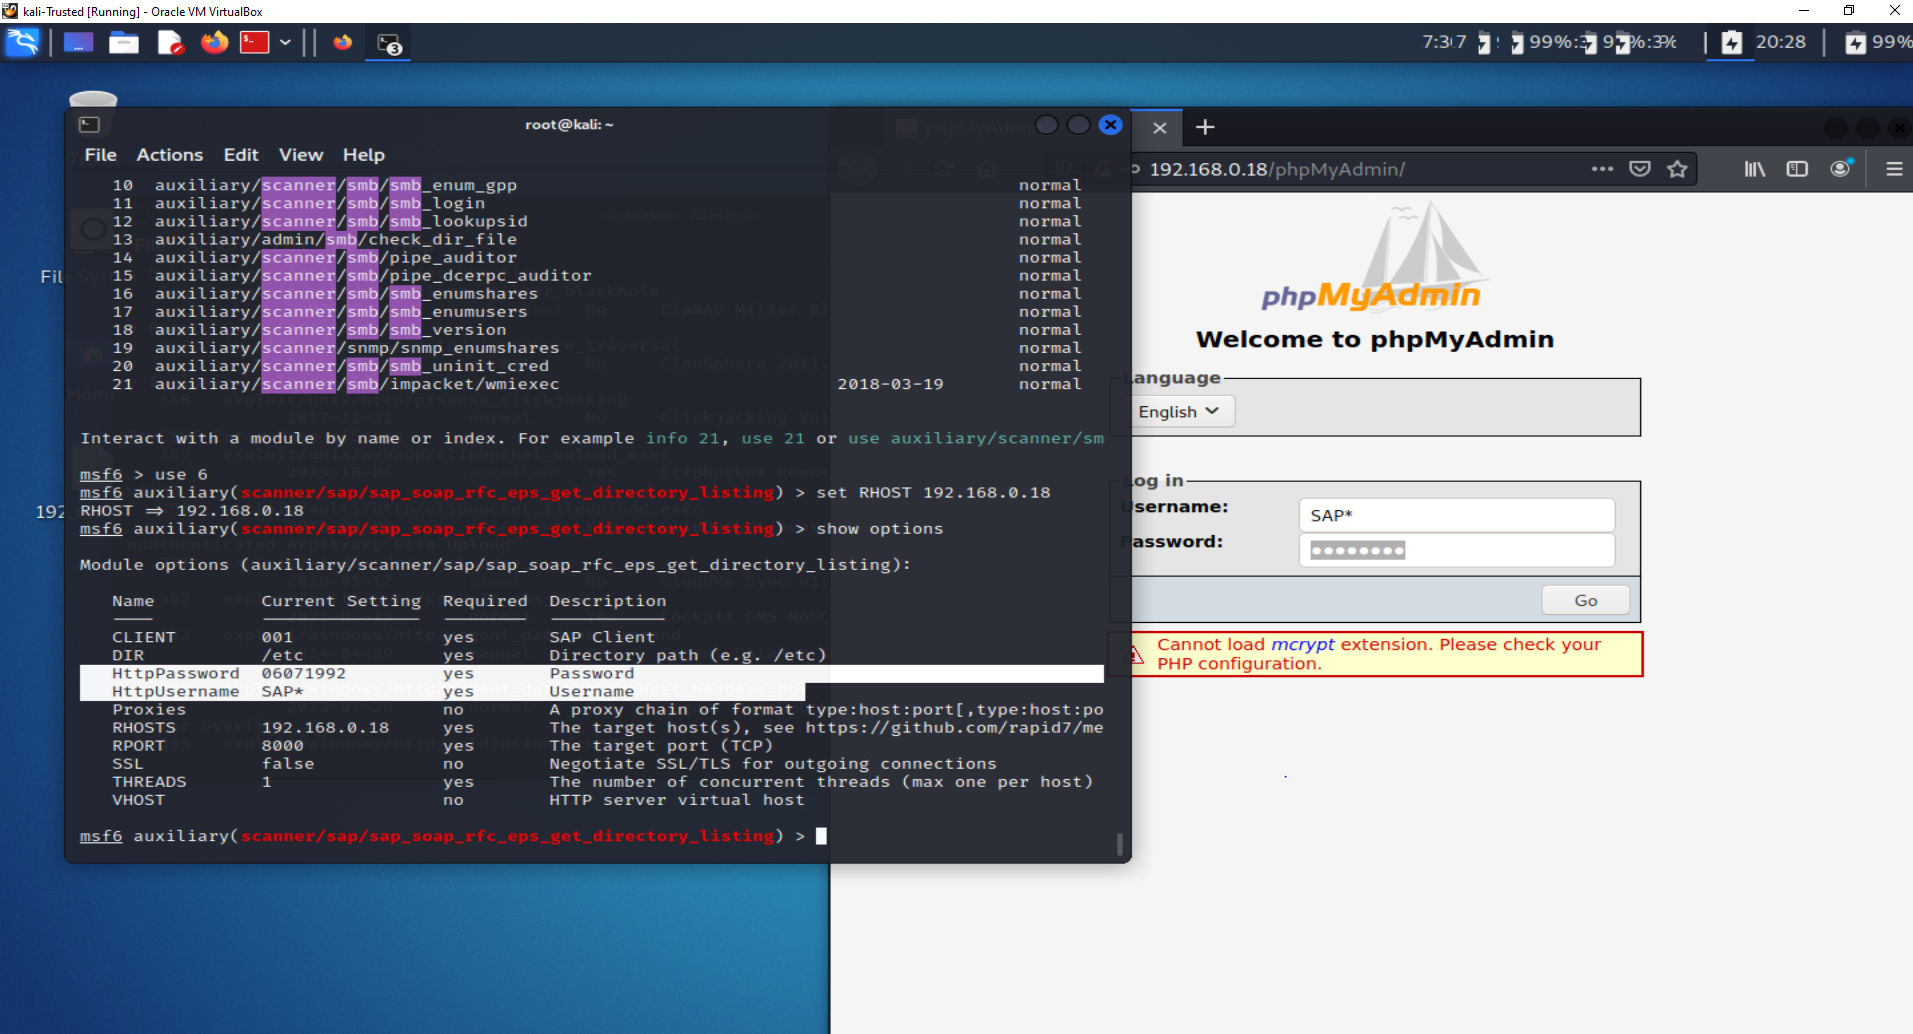 kali-Trusted [Running] - Oracle VM VirtualBox
20:28
99%
root@kali: ~
File Actions Edit View Help
10 auxiliary/scanner/smb/smb_enum_gpp normal
11 auxiliary/scanner/smb/smb_login normal
12 auxiliary/scanner/smb/smb_lookupsid normal
13 auxiliary/admin/smb/check_dir_file normal
14 auxiliary/scanner/smb/pipe_auditor normal
15 auxiliary/scanner/smb/pipe_dcerpc_auditor normal
16 auxiliary/scanner/smb/smb_enumshares normal
17 auxiliary/scanner/smb/smb_enumusers normal
18 auxiliary/scanner/smb/smb_version normal
19 auxiliary/scanner/snmp/snmp_enumshares normal
20 auxiliary/scanner/smb/smb_uninit_cred normal
21 auxiliary/scanner/smb/impacket/wmiexec 2018-03-19 normal
Interact with a module by name or index. For example info 21, use 21 or use auxiliary/scanner/sm
msf6 > use 6
msf6 auxiliary(scanner/sap/sap_soap_rfc_eps_get_directory_listing) > set RHOST 192.168.0.18
RHOST => 192.168.0.18
msf6 auxiliary(scanner/sap/sap_soap_rfc_eps_get_directory_listing) > show options
Module options (auxiliary/scanner/sap/sap_soap_rfc_eps_get_directory_listing):
Name Current Setting Required Description
CLIENT 001 yes SAP Client
DIR /etc yes Directory path (e.g. /etc)
HttpPassword 06071992 yes Password
HttpUsername SAP* yes Username
Proxies no A proxy chain of format type:host:port[,type:host:po
RHOSTS 192.168.0.18 yes The target host(s), see https://github.com/rapid7/me
RPORT 8000 yes The target port (TCP)
SSL false no Negotiate SSL/TLS for outgoing connections
THREADS 1 yes The number of concurrent threads (max one per host)
VHOST no HTTP server virtual host
msf6 auxiliary(scanner/sap/sap_soap_rfc_eps_get_directory_listing) >
192.168.0.18/phpMyAdmin/
phpMyAdmin
Welcome to phpMyAdmin
Language
English
Log in
Username:
SAP*
Password:
Go
Cannot load mcrypt extension. Please check your
PHP configuration.